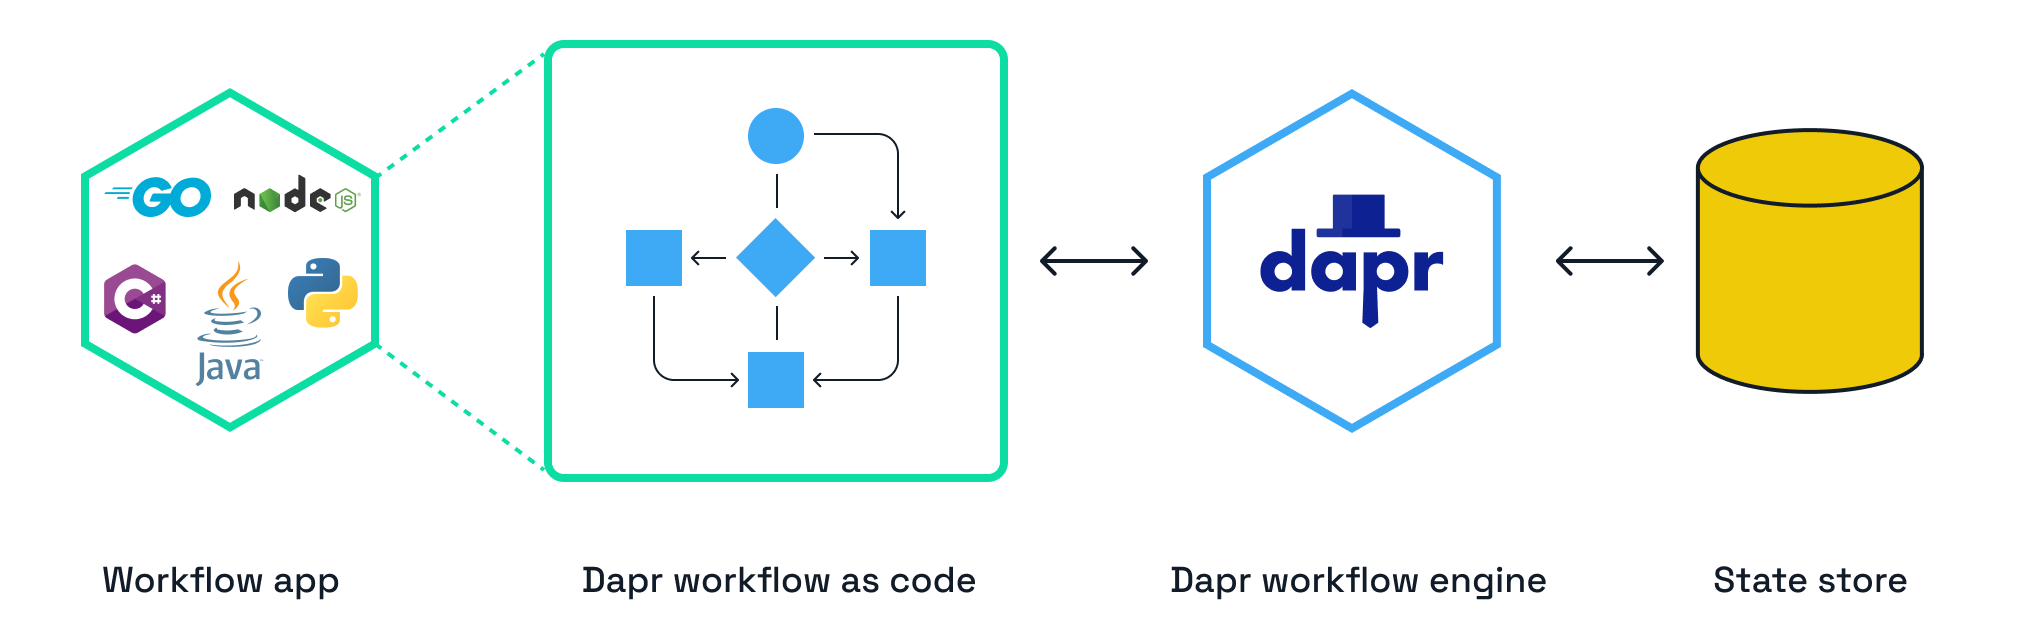 GO
node
JS
C#
Java
dapr
Workflow app
Dapr workflow as code
Dapr workflow engine
State store